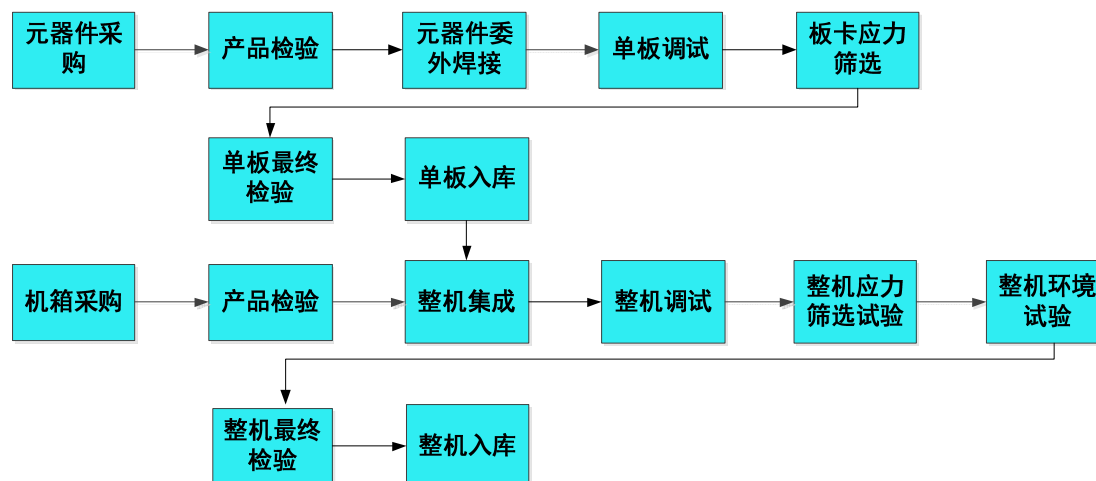 元器件采
购
产品检验
元器件委
外焊接
单板调试
板卡应力
筛选
单板最终
检验
单板入库
机箱采购
产品检验
整机集成
整机调试
整机应力
筛选试验
整机环境
试验
整机最终
检验
整机入库